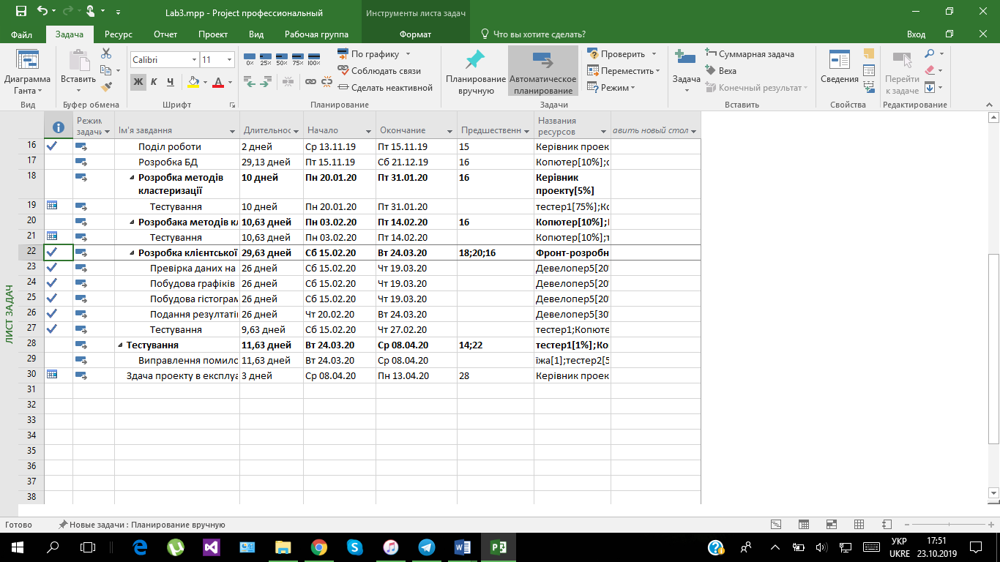 Lab3.mpp - Project профессиональный
Инструменты листа задач
Файл Задача Ресурс Отчет Проект Вид Рабочая группа Формат Что вы хотите сделать? Вход
Диаграмма Ганта
Вид
Вставить
Буфер обмена
Calibri 11
Ж К Ч А
Шрифт
0% 25% 50% 75% 100%
По графику
Соблюдать связи
Сделать неактивной
Планирование
Планирование вручную
Автоматическое планирование
Проверить
Переместить
Режим
Задачи
Задача
Суммарная задача
Веха
Конечный результат
Вставить
Сведения
Свойства
Перейти к задаче
Редактирование
Режим задачи Ім'я завдання Длительнос Начало Окончание Предшественн Названия ресурсов авить новый стол
16 Поділ роботи 2 дней Ср 13.11.19 Пт 15.11.19 15 Керівник проек
17 Розробка БД 29,13 дней Пт 15.11.19 Сб 21.12.19 16 Копютер[10%];
18 Розробка методів кластеризації 10 дней Пн 20.01.20 Пт 31.01.20 16 Керівник проекту[5%]
19 Тестування 10 дней Пн 20.01.20 Пт 31.01.20 тестер1[75%];Ко
20 Розробака методів кл 10,63 дней Пн 03.02.20 Пт 14.02.20 16 Копютер[10%];
21 Тестування 10,63 дней Пн 03.02.20 Пт 14.02.20 Копютер[10%];т
22 Розробка клієнтської 29,63 дней Сб 15.02.20 Вт 24.03.20 18;20;16 Фронт-розробн
23 Превірка даних на 26 дней Сб 15.02.20 Чт 19.03.20 Девелопер5[20%
24 Побудова графіків 26 дней Сб 15.02.20 Чт 19.03.20 Девелопер5[20%
25 Побудова гістограм 26 дней Сб 15.02.20 Чт 19.03.20 Девелопер5[20%
26 Подання резултаті 26 дней Чт 20.02.20 Вт 24.03.20 Девелопер5[30%
27 Тестування 9,63 дней Сб 15.02.20 Чт 27.02.20 тестер1;Копюте
28 Тестування 11,63 дней Вт 24.03.20 Ср 08.04.20 14;22 тестер1[1%];Ко
29 Виправлення помило 11,63 дней Вт 24.03.20 Ср 08.04.20 їжа[1];тестер2[5
30 Здача проекту в експлуа 3 дней Ср 08.04.20 Пн 13.04.20 28 Керівник проек
31
32
33
34
35
36
37
38
ЛИСТ ЗАДАЧ
Готово Новые задачи : Планирование вручную
УКР 17:51
UKRE 23.10.2019